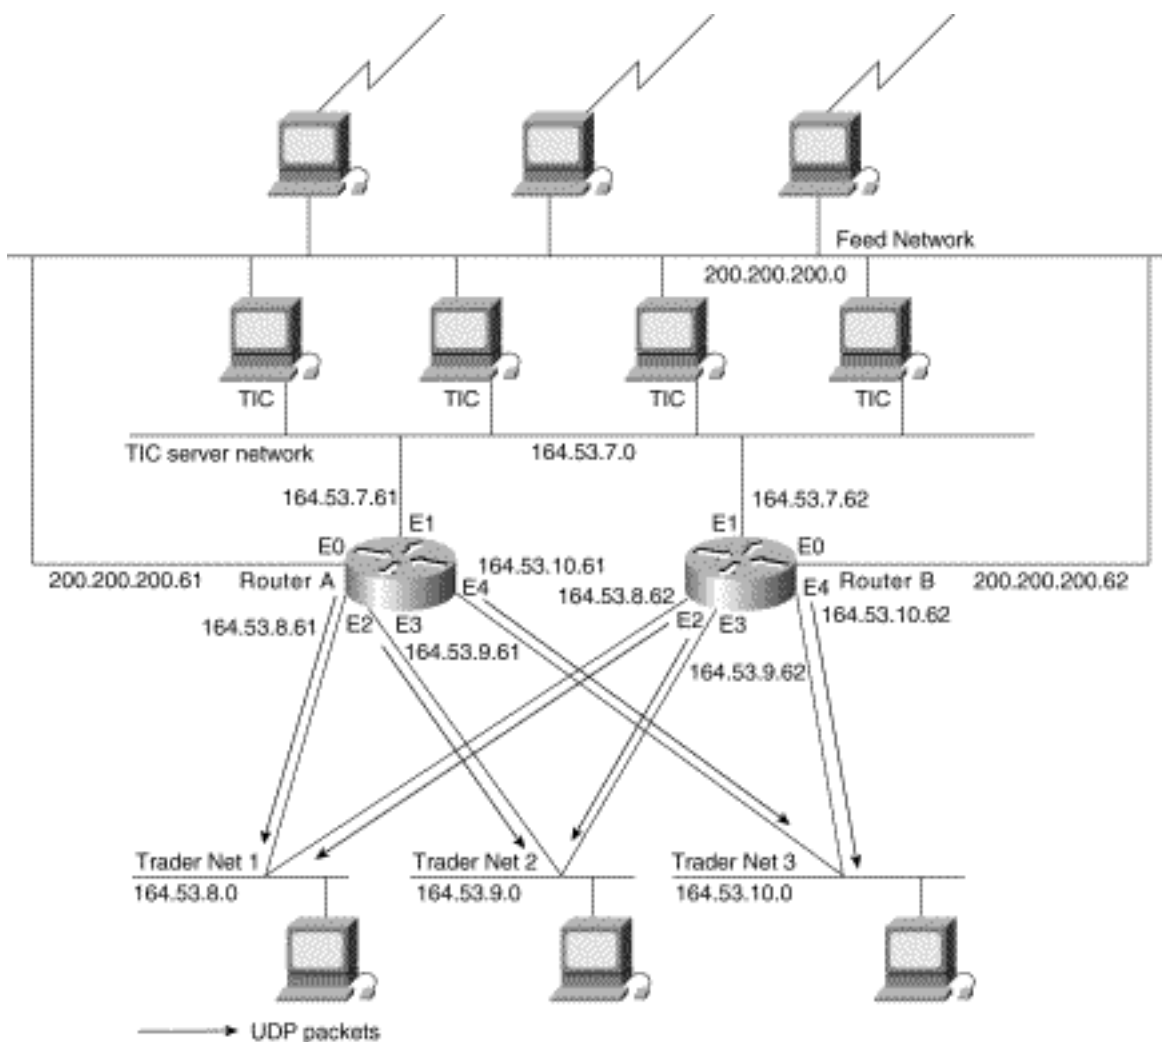 Feed Network
200.200.200.0
TIC
TIC
TIC
TIC
TIC server network
164.53.7.0
164.53.7.61
164.53.7.62
E1
E1
E0
E0
200.200.200.61
Router A
E4
164.53.10.61
Router B
200.200.200.62
164.53.8.61
E2
E3
164.53.8.62
E2
E3
E4
164.53.10.62
164.53.9.61
164.53.9.62
Trader Net 1
164.53.8.0
Trader Net 2
164.53.9.0
Trader Net 3
164.53.10.0
UDP packets